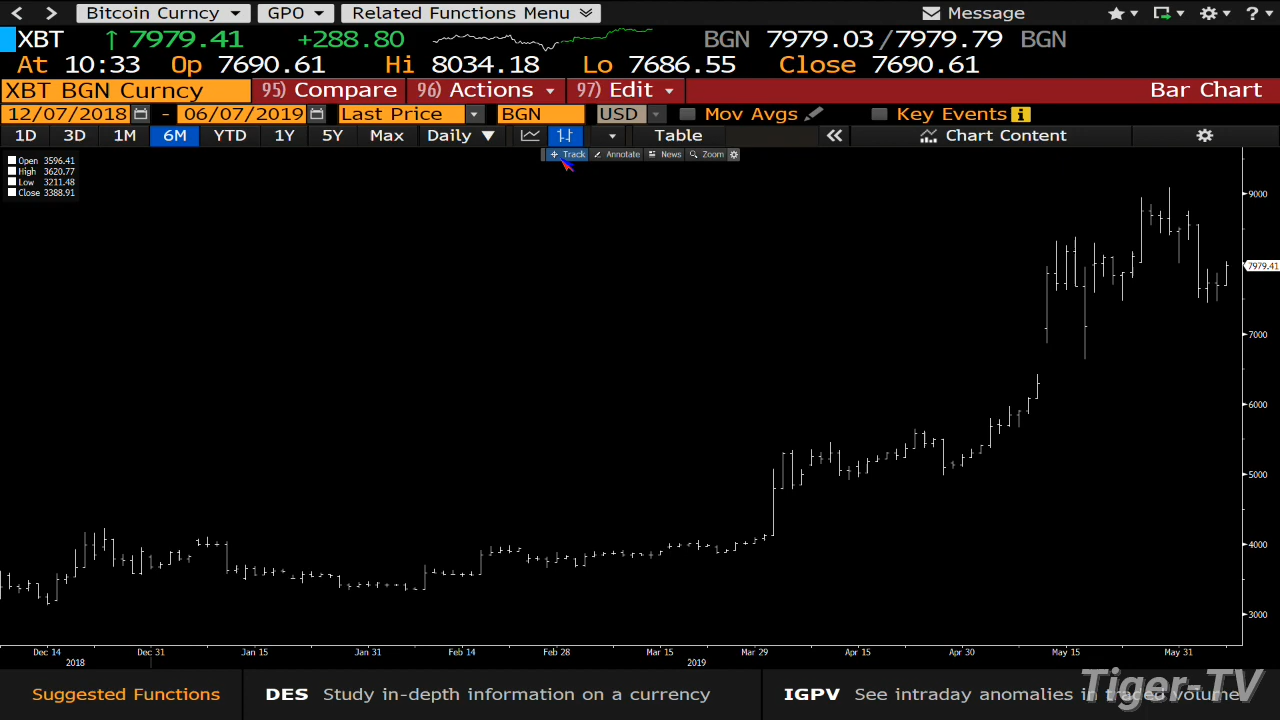 Bitcoin Curncy GPO Related Functions Menu Message ?
XBT 7979.41 +288.80 BGN 7979.03 /7979.79 BGN
At 10:33 Op 7690.61 Hi 8034.18 Lo 7686.55 Close 7690.61
XBT BGN Curncy 95) Compare 96) Actions 97) Edit Bar Chart
12/07/2018 - 06/07/2019 Last Price BGN USD Mov Avgs Key Events
1D 3D 1M 6M YTD 1Y 5Y Max Daily Table Chart Content
Track Annotate News Zoom
Open 3596.41
High 3620.77
Low 3211.48
Close 3388.91
9000
7979.41
7000
6000
5000
4000
3000
Dec 14 Dec 31 Jan 15 Jan 31 Feb 14 Feb 28 Mar 15 Mar 29 Apr 15 Apr 30 May 15 May 31
2018 2019
Suggested Functions DES Study in-depth information on a currency IGPV See intraday anomalies in traded volume
Tiger-TV